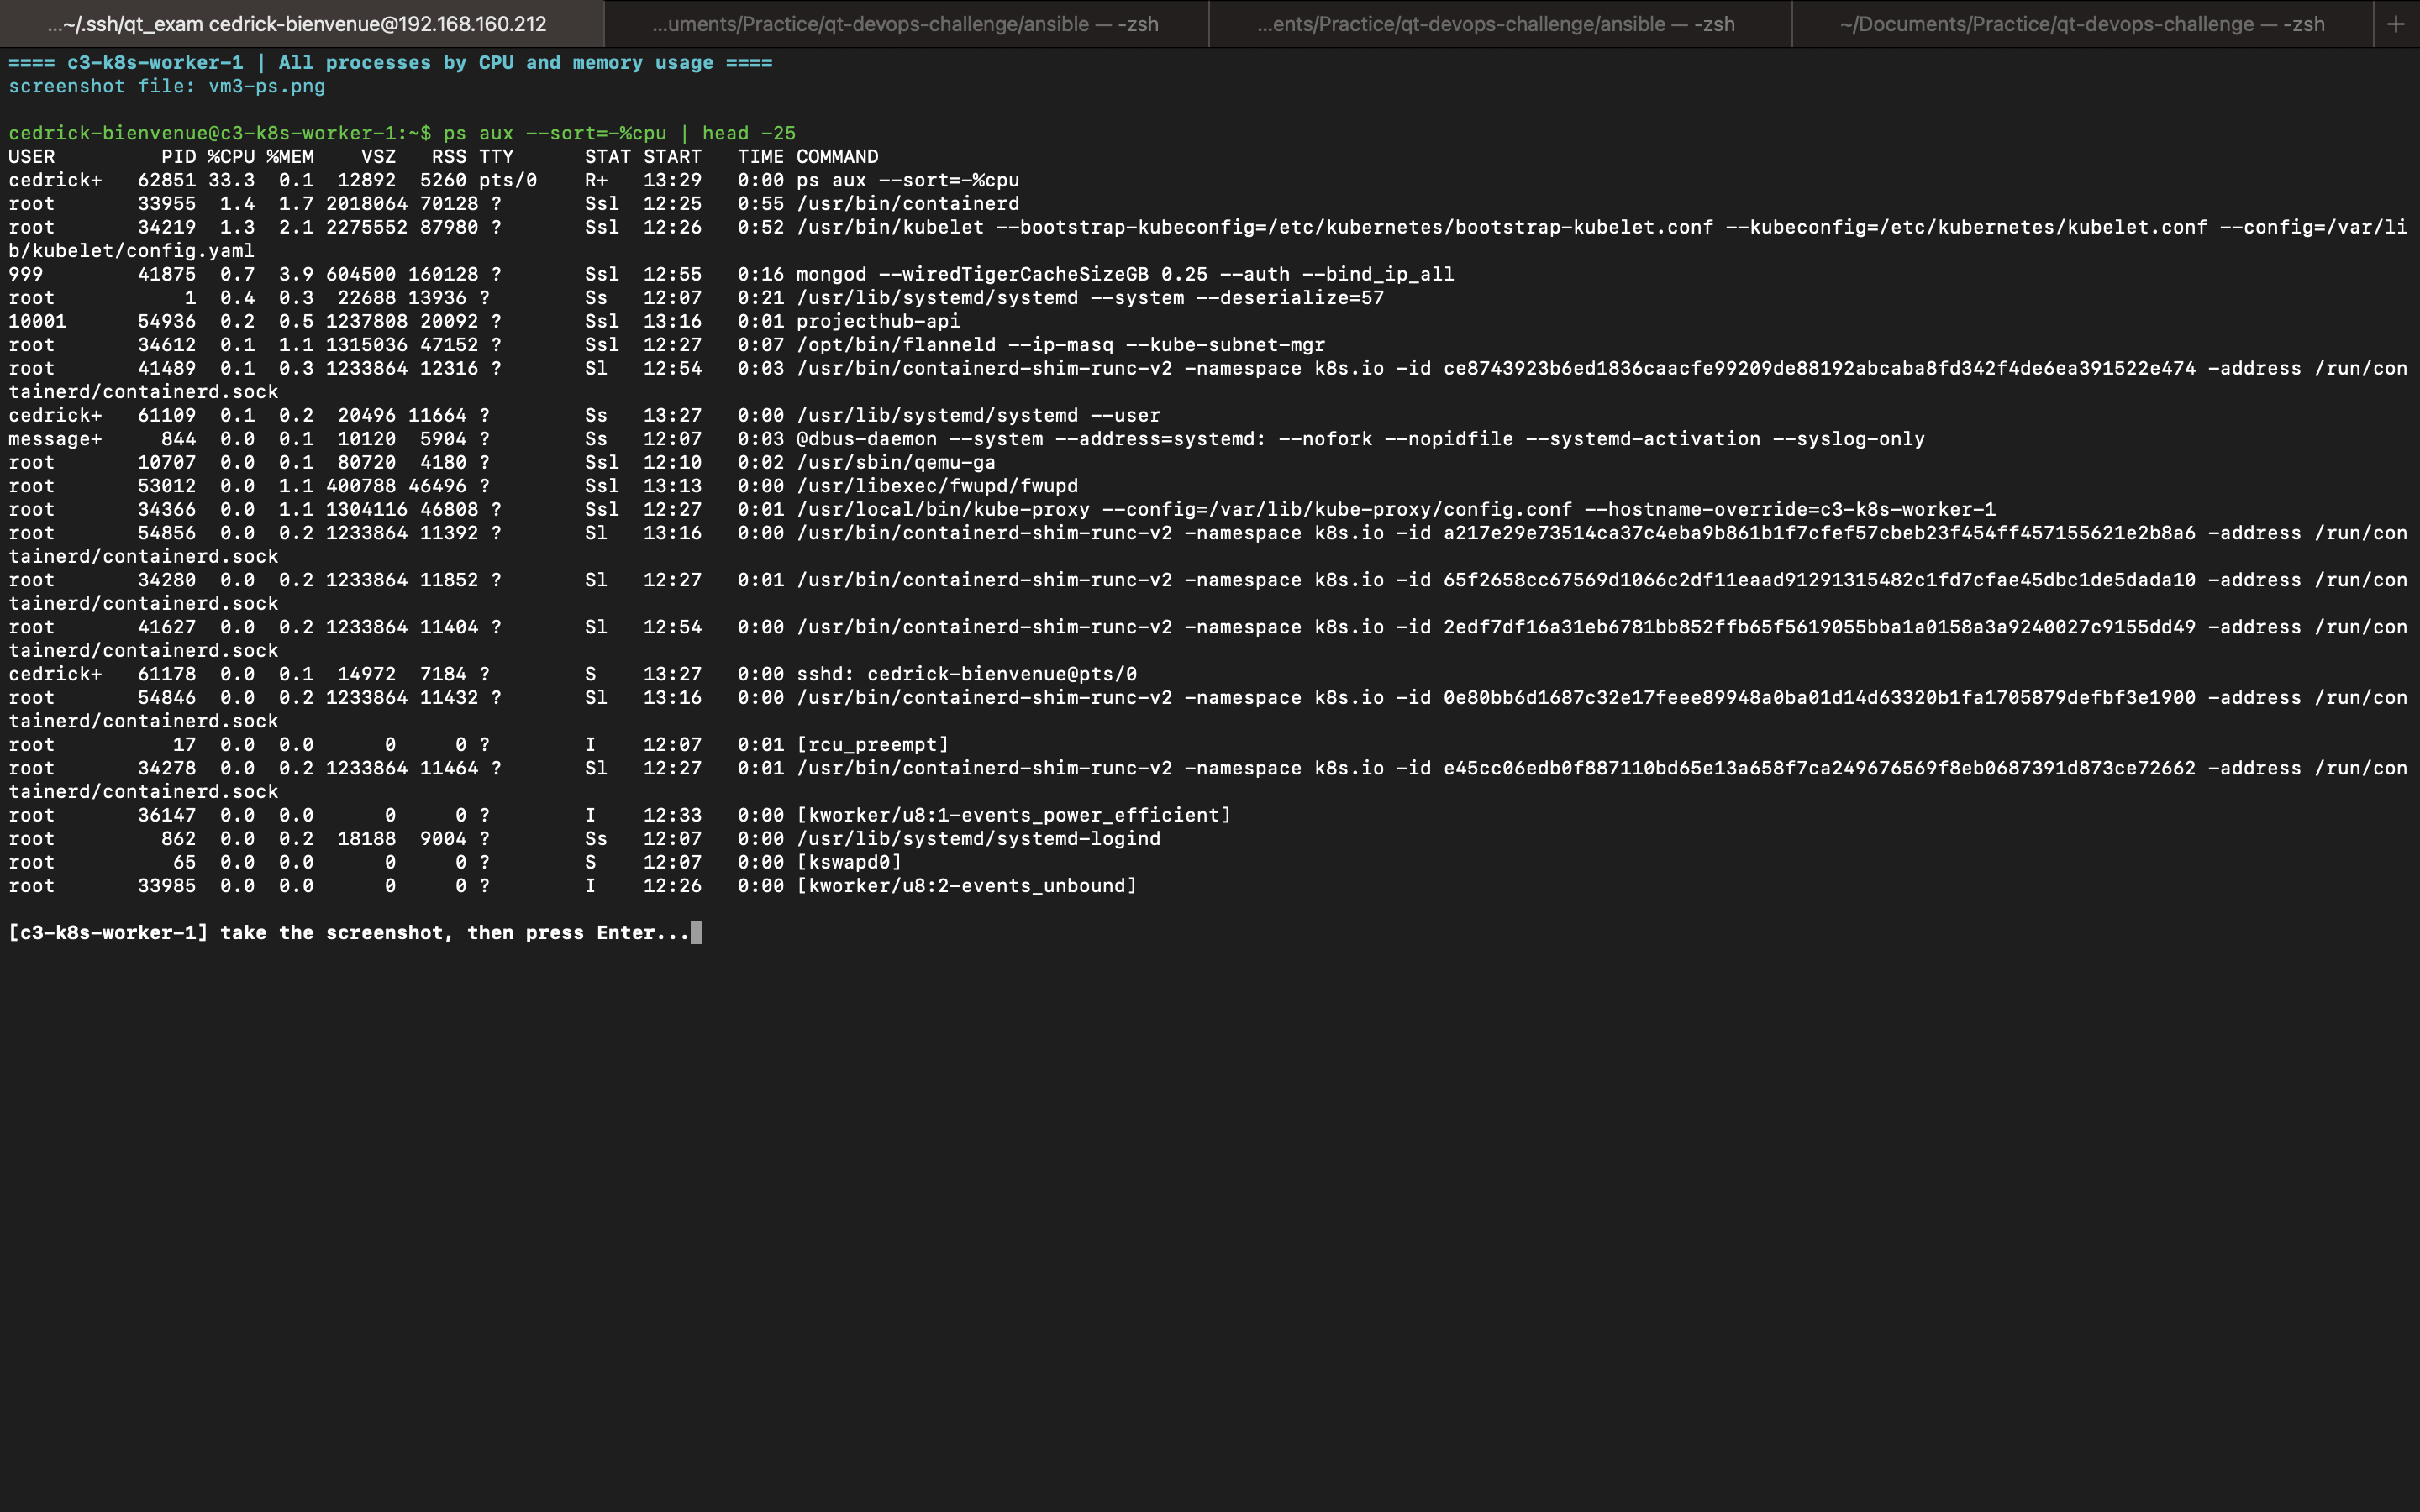 ...~/.ssh/qt_exam cedrick-bienvenue@192.168.160.212
...uments/Practice/qt-devops-challenge/ansible — -zsh
...ents/Practice/qt-devops-challenge/ansible — -zsh
~/Documents/Practice/qt-devops-challenge — -zsh
+
==== c3-k8s-worker-1 | All processes by CPU and memory usage ====
screenshot file: vm3-ps.png
cedrick-bienvenue@c3-k8s-worker-1:~$ ps aux --sort=-%cpu | head -25
USER         PID %CPU %MEM    VSZ   RSS TTY      STAT START   TIME COMMAND
cedrick+   62851 33.3  0.1  12892  5260 pts/0    R+   13:29   0:00 ps aux --sort=-%cpu
root       33955  1.4  1.7 2018064 70128 ?       Ssl  12:25   0:55 /usr/bin/containerd
root       34219  1.3  2.1 2275552 87980 ?       Ssl  12:26   0:52 /usr/bin/kubelet --bootstrap-kubeconfig=/etc/kubernetes/bootstrap-kubelet.conf --kubeconfig=/etc/kubernetes/kubelet.conf --config=/var/li
b/kubelet/config.yaml
999        41875  0.7  3.9 604500 160128 ?       Ssl  12:55   0:16 mongod --wiredTigerCacheSizeGB 0.25 --auth --bind_ip_all
root           1  0.4  0.3  22688 13936 ?        Ss   12:07   0:21 /usr/lib/systemd/systemd --system --deserialize=57
10001      54936  0.2  0.5 1237808 20092 ?       Ssl  13:16   0:01 projecthub-api
root       34612  0.1  1.1 1315036 47152 ?       Ssl  12:27   0:07 /opt/bin/flanneld --ip-masq --kube-subnet-mgr
root       41489  0.1  0.3 1233864 12316 ?       Sl   12:54   0:03 /usr/bin/containerd-shim-runc-v2 -namespace k8s.io -id ce8743923b6ed1836caacfe99209de88192abcaba8fd342f4de6ea391522e474 -address /run/con
tainerd/containerd.sock
cedrick+   61109  0.1  0.2  20496 11664 ?        Ss   13:27   0:00 /usr/lib/systemd/systemd --user
message+     844  0.0  0.1  10120  5904 ?        Ss   12:07   0:03 @dbus-daemon --system --address=systemd: --nofork --nopidfile --systemd-activation --syslog-only
root       10707  0.0  0.1  80720  4180 ?        Ssl  12:10   0:02 /usr/sbin/qemu-ga
root       53012  0.0  1.1 400788 46496 ?        Ssl  13:13   0:00 /usr/libexec/fwupd/fwupd
root       34366  0.0  1.1 1304116 46808 ?       Ssl  12:27   0:01 /usr/local/bin/kube-proxy --config=/var/lib/kube-proxy/config.conf --hostname-override=c3-k8s-worker-1
root       54856  0.0  0.2 1233864 11392 ?       Sl   13:16   0:00 /usr/bin/containerd-shim-runc-v2 -namespace k8s.io -id a217e29e73514ca37c4eba9b861b1f7cfef57cbeb23f454ff457155621e2b8a6 -address /run/con
tainerd/containerd.sock
root       34280  0.0  0.2 1233864 11852 ?       Sl   12:27   0:01 /usr/bin/containerd-shim-runc-v2 -namespace k8s.io -id 65f2658cc67569d1066c2df11eaad91291315482c1fd7cfae45dbc1de5dada10 -address /run/con
tainerd/containerd.sock
root       41627  0.0  0.2 1233864 11404 ?       Sl   12:54   0:00 /usr/bin/containerd-shim-runc-v2 -namespace k8s.io -id 2edf7df16a31eb6781bb852ffb65f5619055bba1a0158a3a9240027c9155dd49 -address /run/con
tainerd/containerd.sock
cedrick+   61178  0.0  0.1  14972  7184 ?        S    13:27   0:00 sshd: cedrick-bienvenue@pts/0
root       54846  0.0  0.2 1233864 11432 ?       Sl   13:16   0:00 /usr/bin/containerd-shim-runc-v2 -namespace k8s.io -id 0e80bb6d1687c32e17feee89948a0ba01d14d63320b1fa1705879defbf3e1900 -address /run/con
tainerd/containerd.sock
root          17  0.0  0.0      0     0 ?        I    12:07   0:01 [rcu_preempt]
root       34278  0.0  0.2 1233864 11464 ?       Sl   12:27   0:01 /usr/bin/containerd-shim-runc-v2 -namespace k8s.io -id e45cc06edb0f887110bd65e13a658f7ca249676569f8eb0687391d873ce72662 -address /run/con
tainerd/containerd.sock
root       36147  0.0  0.0      0     0 ?        I    12:33   0:00 [kworker/u8:1-events_power_efficient]
root         862  0.0  0.2  18188  9004 ?        Ss   12:07   0:00 /usr/lib/systemd/systemd-logind
root          65  0.0  0.0      0     0 ?        S    12:07   0:00 [kswapd0]
root       33985  0.0  0.0      0     0 ?        I    12:26   0:00 [kworker/u8:2-events_unbound]
[c3-k8s-worker-1] take the screenshot, then press Enter...